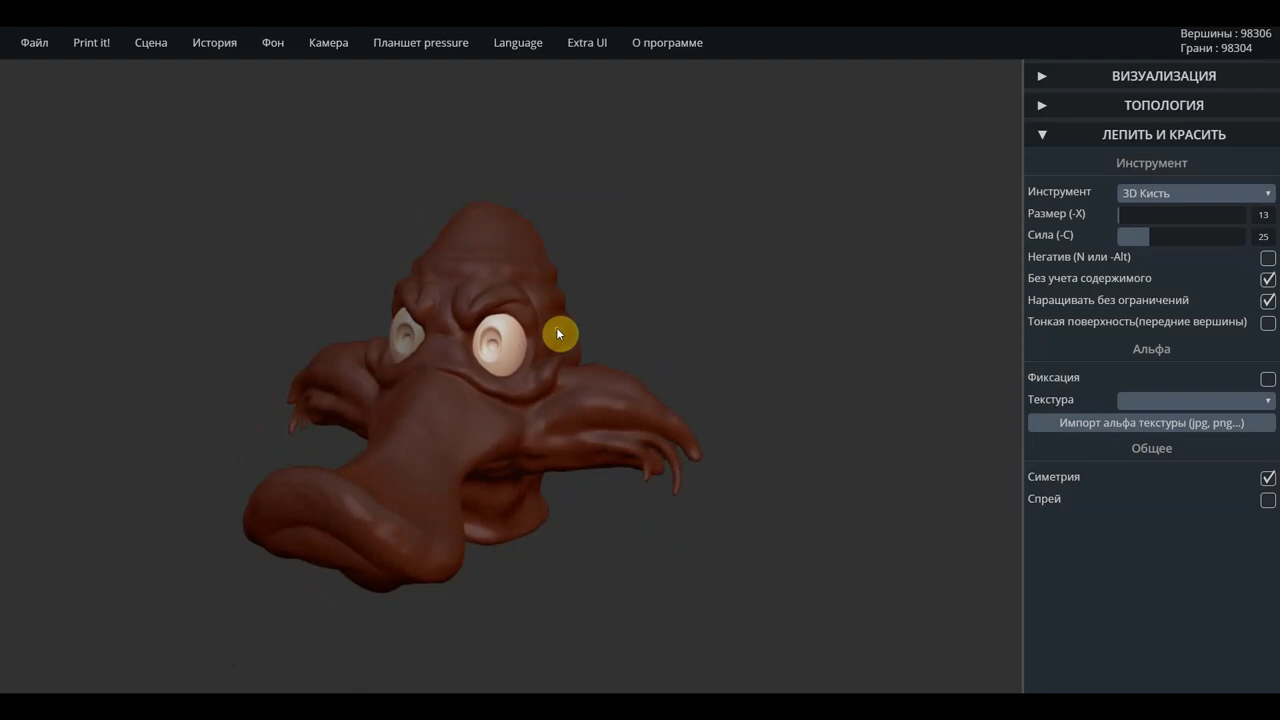 Файл Print it! Сцена История Фон Камера Планшет pressure Language Extra UI О программе
Вершины : 98306
Грани : 98304
ВИЗУАЛИЗАЦИЯ
ТОПОЛОГИЯ
ЛЕПИТЬ И КРАСИТЬ
Инструмент
Инструмент 3D Кисть
Размер (-X) 13
Сила (-C) 25
Негатив (N или -Alt)
Без учета содержимого
Наращивать без ограничений
Тонкая поверхность(передние вершины)
Альфа
Фиксация
Текстура
Импорт альфа текстуры (jpg, png...)
Общее
Симетрия
Спрей